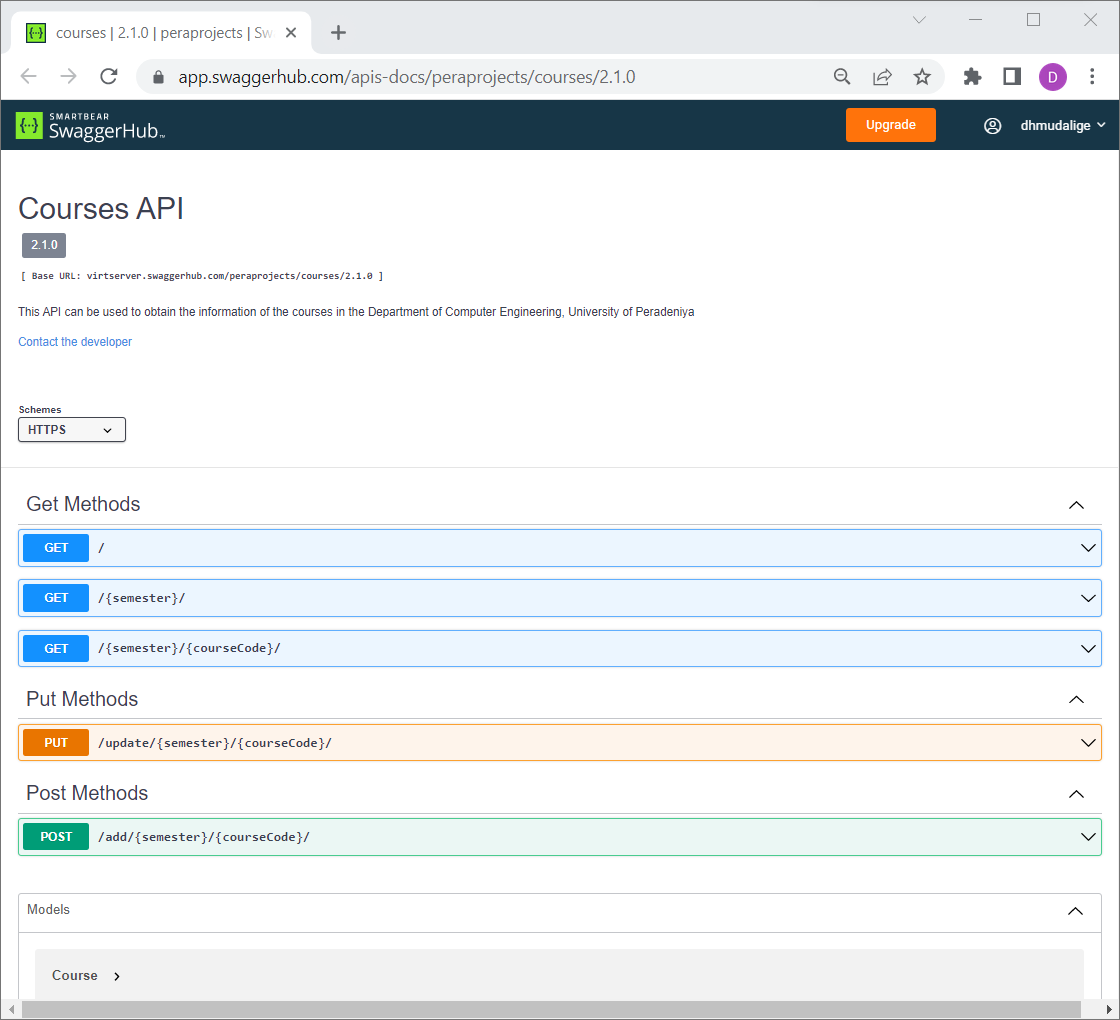 courses | 2.1.0 | peraprojects | Sw
app.swaggerhub.com/apis-docs/peraprojects/courses/2.1.0
D
SMARTBEAR
SwaggerHub™
Upgrade
dhmudalige
Courses API
2.1.0
[ Base URL: virtserver.swaggerhub.com/peraprojects/courses/2.1.0 ]
This API can be used to obtain the information of the courses in the Department of Computer Engineering, University of Peradeniya
Contact the developer
Schemes
HTTPS
Get Methods
GET /
GET /{semester}/
GET /{semester}/{courseCode}/
Put Methods
PUT /update/{semester}/{courseCode}/
Post Methods
POST /add/{semester}/{courseCode}/
Models
Course